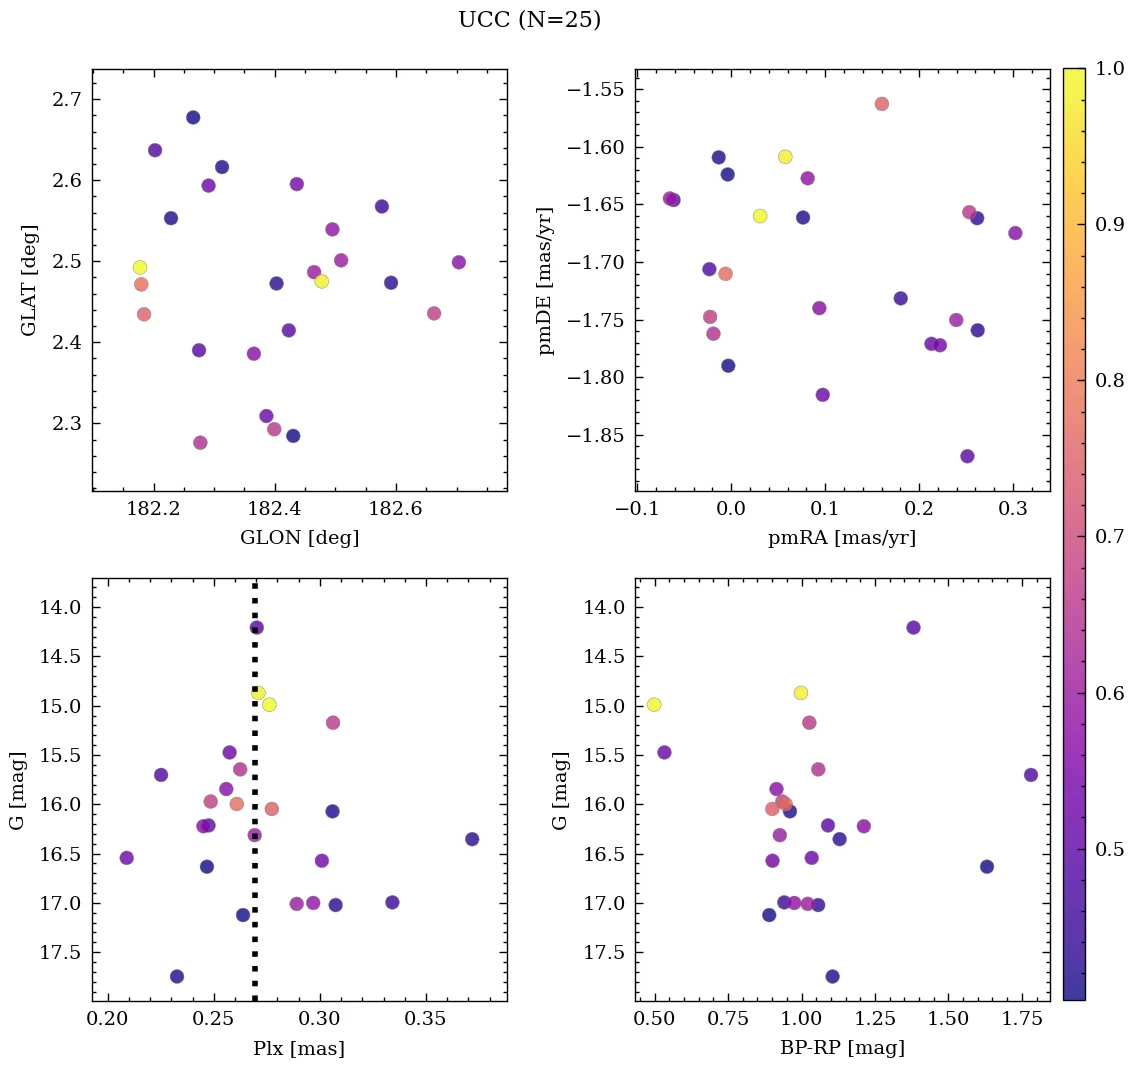 UCC (N=25)
2.7
2.6
2.5
2.4
2.3
GLAT [deg]
182.2 182.4 182.6
GLON [deg]
−1.55
−1.60
−1.65
−1.70
−1.75
−1.80
−1.85
pmDE [mas/yr]
−0.1 0.0 0.1 0.2 0.3
pmRA [mas/yr]
14.0
14.5
15.0
15.5
16.0
16.5
17.0
17.5
G [mag]
0.20 0.25 0.30 0.35
Plx [mas]
14.0
14.5
15.0
15.5
16.0
16.5
17.0
17.5
G [mag]
0.50 0.75 1.00 1.25 1.50 1.75
BP-RP [mag]
1.0
0.9
0.8
0.7
0.6
0.5